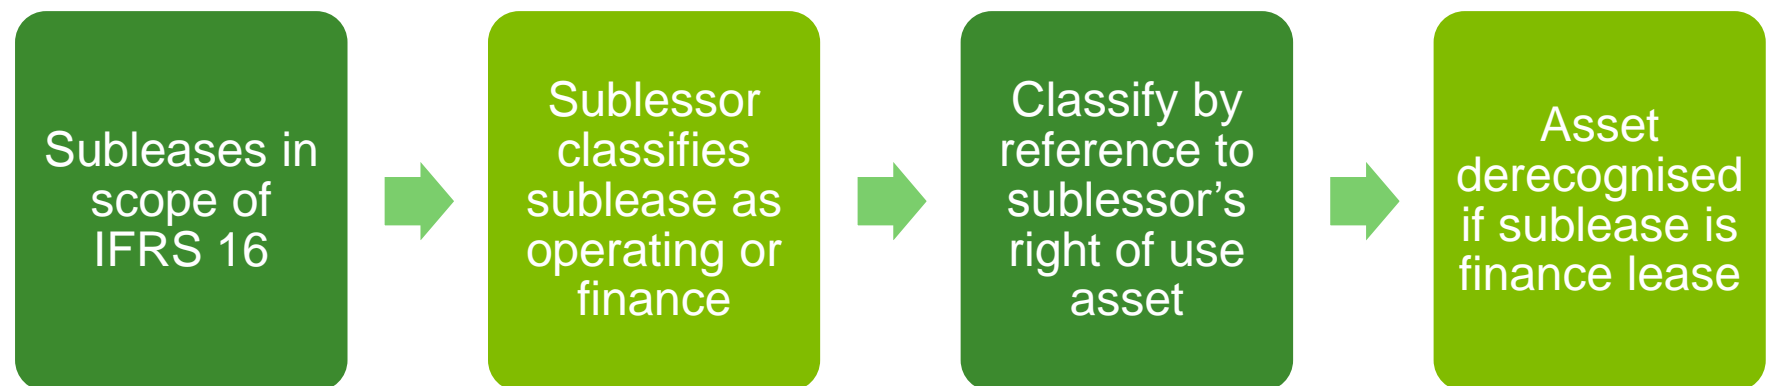 Subleases in
scope of
IFRS 16
Sublessor
classifies
sublease as
operating or
finance
Classify by
reference to
sublessor’s
right of use
asset
Asset
derecognised
if sublease is
finance lease